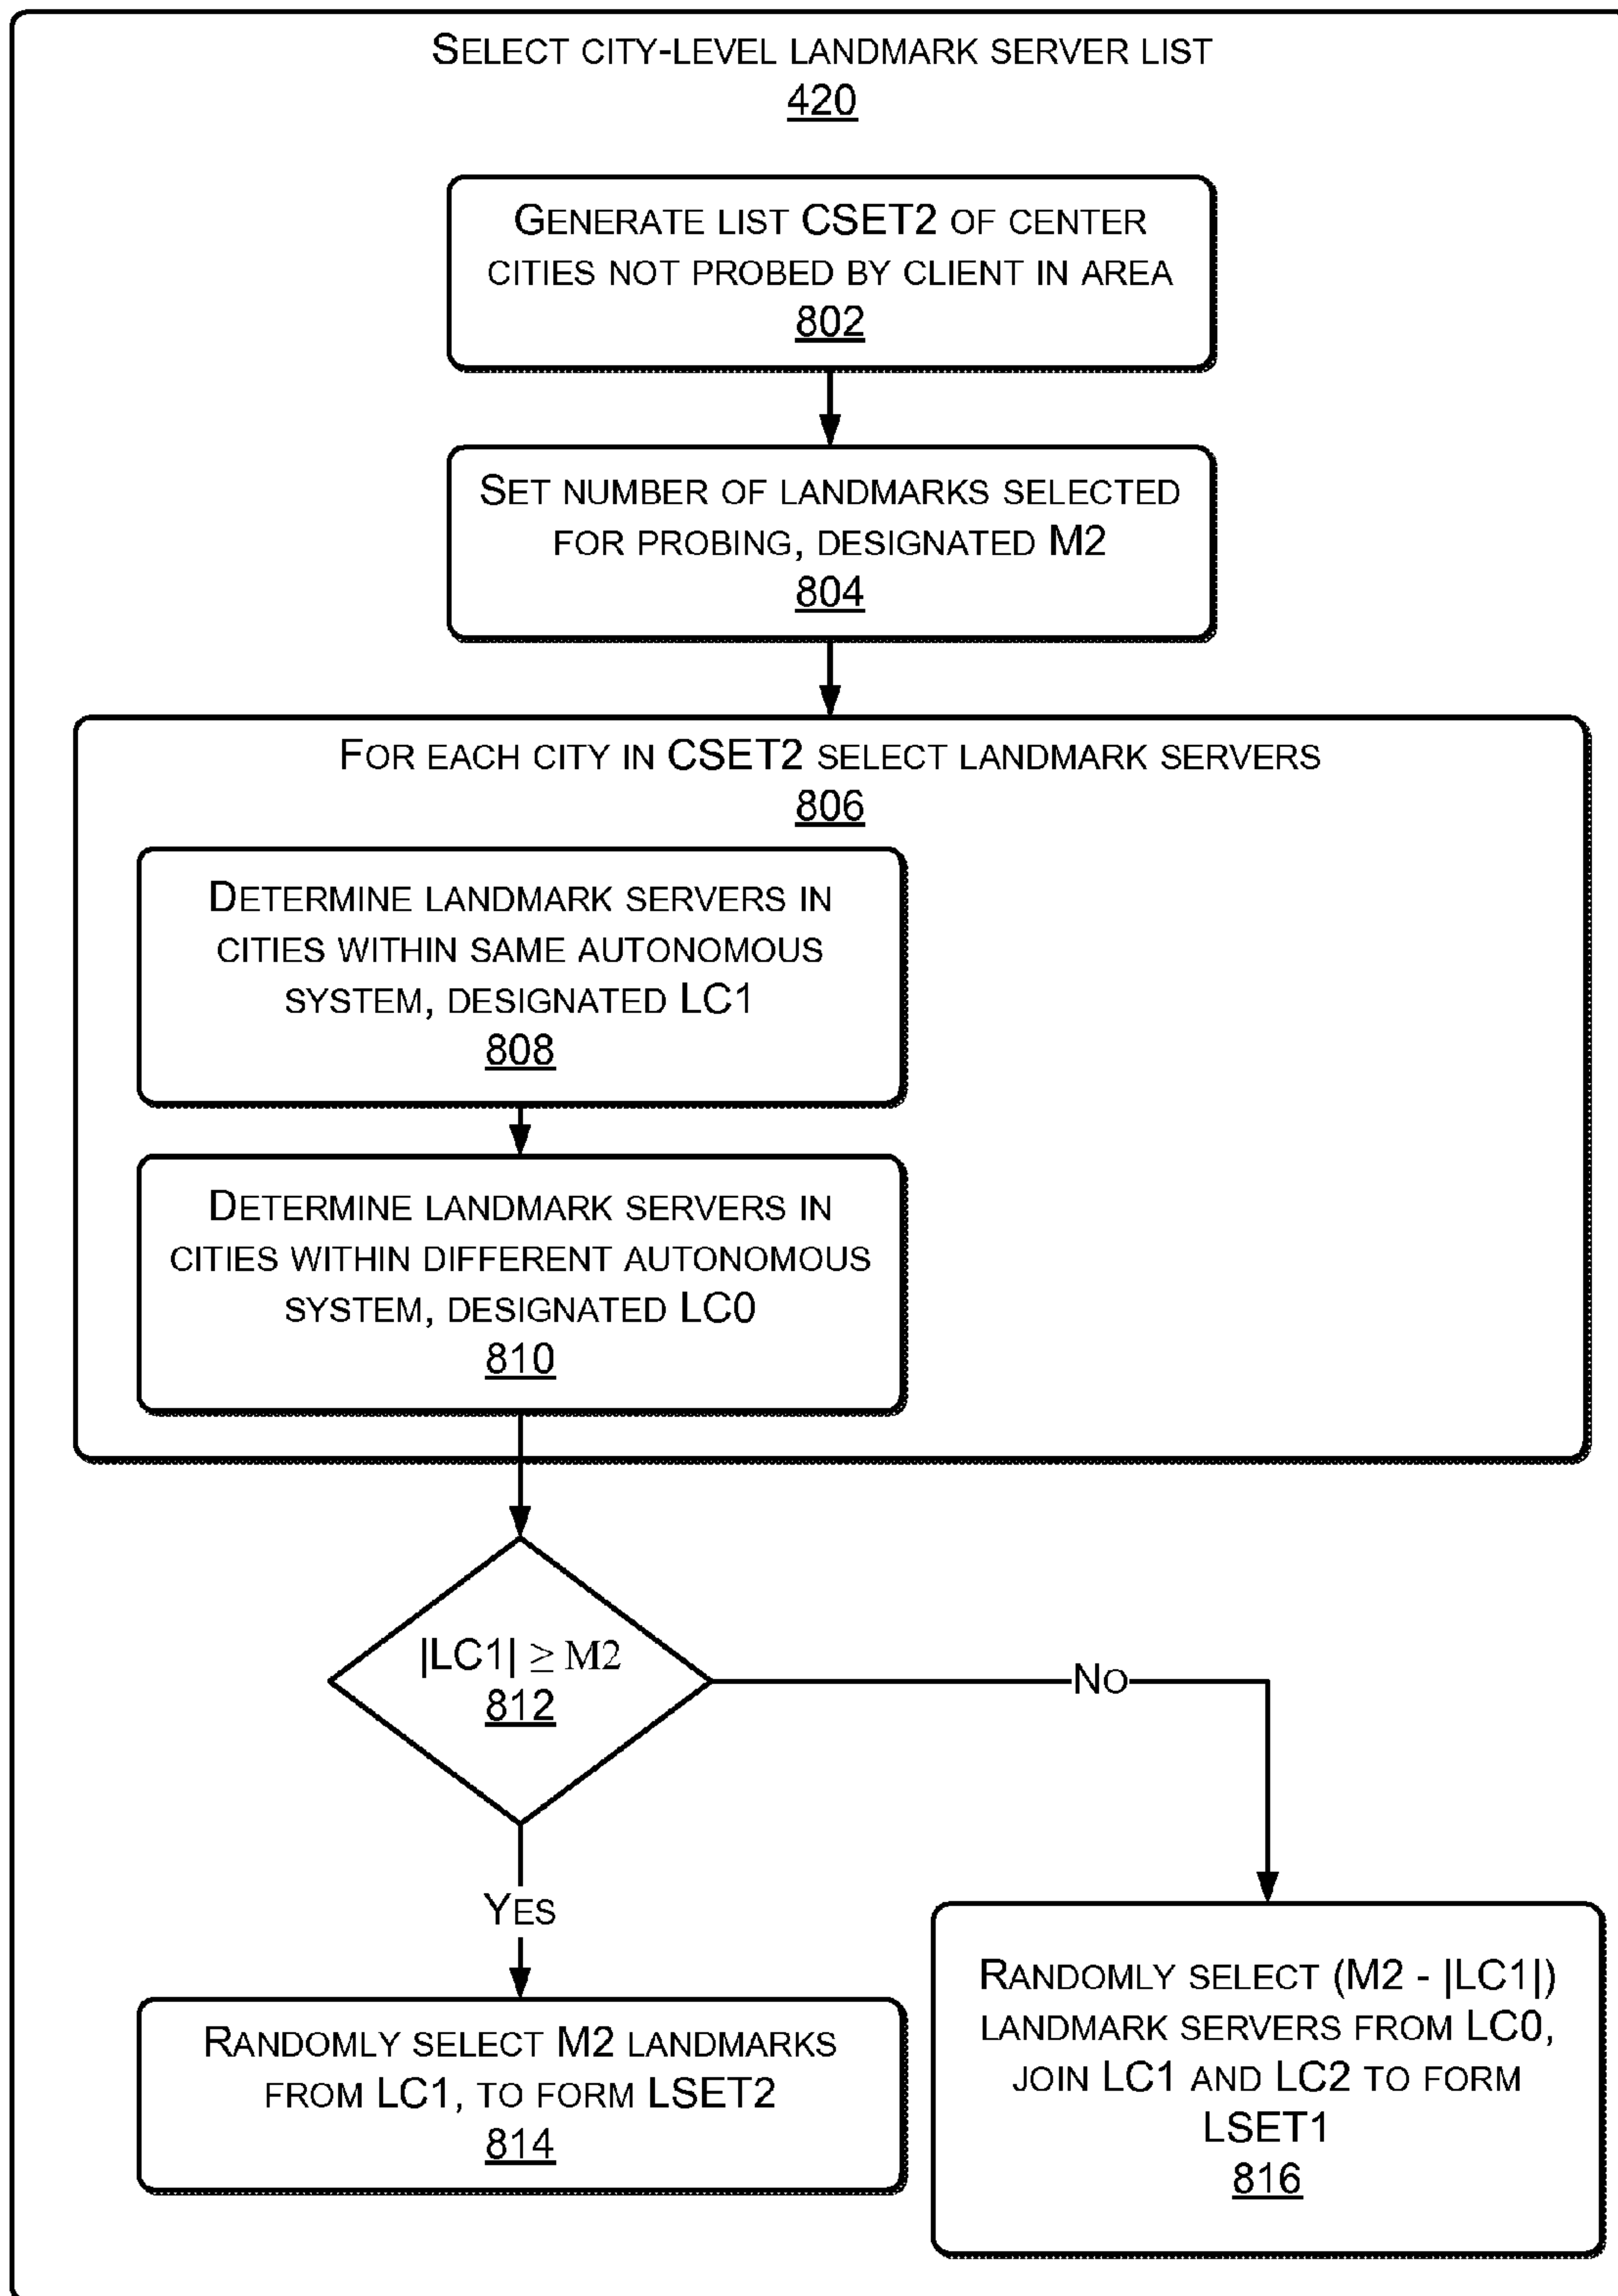 SELECT CITY-LEVEL LANDMARK SERVER LIST
420
GENERATE LIST CSET2 OF CENTER
CITIES NOT PROBED BY CLIENT IN AREA
802
SET NUMBER OF LANDMARKS SELECTED
FOR PROBING, DESIGNATED M2
804
FOR EACH CITY IN CSET2 SELECT LANDMARK SERVERS
806
DETERMINE LANDMARK SERVERS IN
CITIES WITHIN SAME AUTONOMOUS
SYSTEM, DESIGNATED LC1
808
DETERMINE LANDMARK SERVERS IN
CITIES WITHIN DIFFERENT AUTONOMOUS
SYSTEM, DESIGNATED LC0
810
|LC1| ≥ M2
812
NO
YES
RANDOMLY SELECT M2 LANDMARKS
FROM LC1, TO FORM LSET2
814
RANDOMLY SELECT (M2 - |LC1|)
LANDMARK SERVERS FROM LC0,
JOIN LC1 AND LC2 TO FORM
LSET1
816